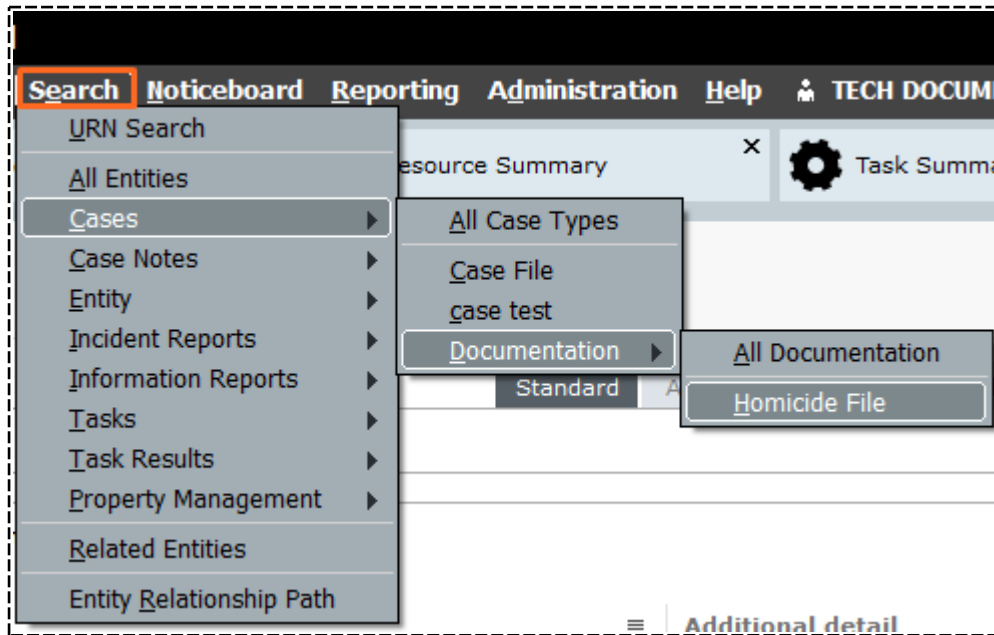 Search Noticeboard Reporting Administration Help TECH DOCUM
URN Search
All Entities
Cases
Case Notes
Entity
Incident Reports
Information Reports
Tasks
Task Results
Property Management
Related Entities
Entity Relationship Path
esource Summary
Task Summa
All Case Types
Case File
case test
Documentation
All Documentation
Homicide File
Standard A
Additional detail